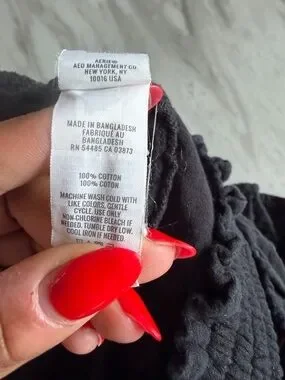 AERIE®
AEO MANAGEMENT CO.
NEW YORK, NY
10016 USA
MADE IN BANGLADESH
FABRIQUÉ AU
BANGLADESH
RN 54485 CA 03873
100% COTTON
100% COTON
MACHINE WASH COLD WITH
LIKE COLORS, GENTLE
CYCLE. USE ONLY
NON-CHLORINE BLEACH IF
NEEDED. TUMBLE DRY LOW.
COOL IRON IF NEEDED.